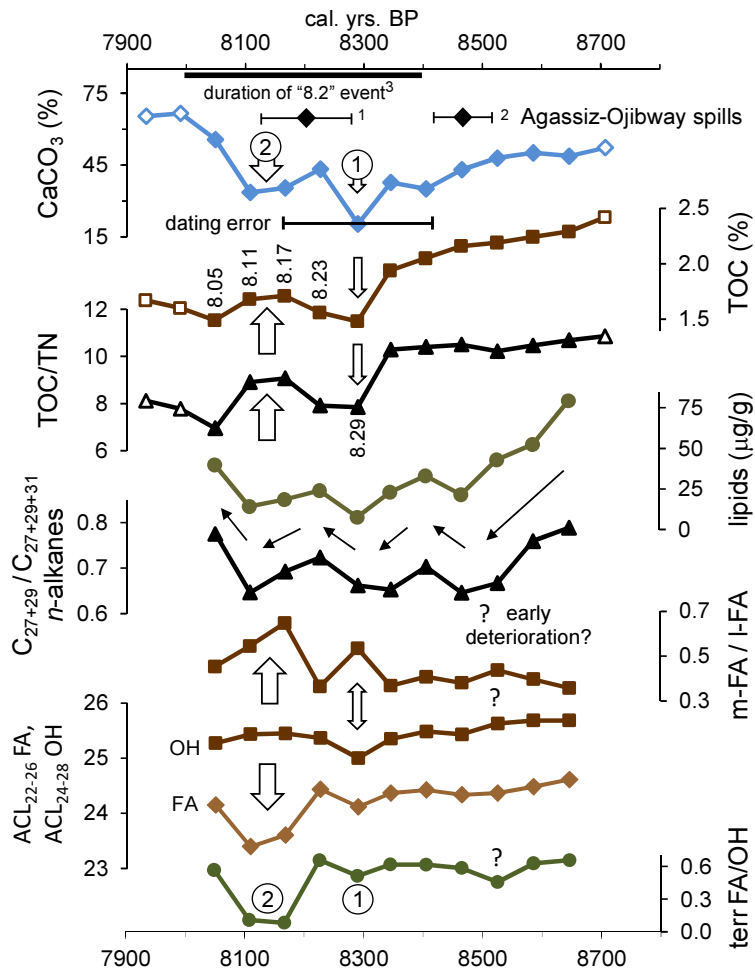 cal. yrs. BP
7900 8100 8300 8500 8700
duration of "8.2" event3
1
2 Agassiz-Ojibway spills
CaCO3 (%)
75
45
15
2
1
dating error
TOC (%)
2.5
2.0
1.5
8.05
8.11
8.17
8.23
8.29
TOC/TN
12
10
8
6
lipids (µg/g)
75
50
25
0
C27+29 / C27+29+31
n-alkanes
0.8
0.7
0.6
? early
deterioration?
m-FA / l-FA
0.7
0.5
0.3
?
ACL22-26 FA,
ACL24-28 OH
26
25
24
23
OH
FA
?
terr FA/OH
0.6
0.3
0.0
2
1
7900 8100 8300 8500 8700